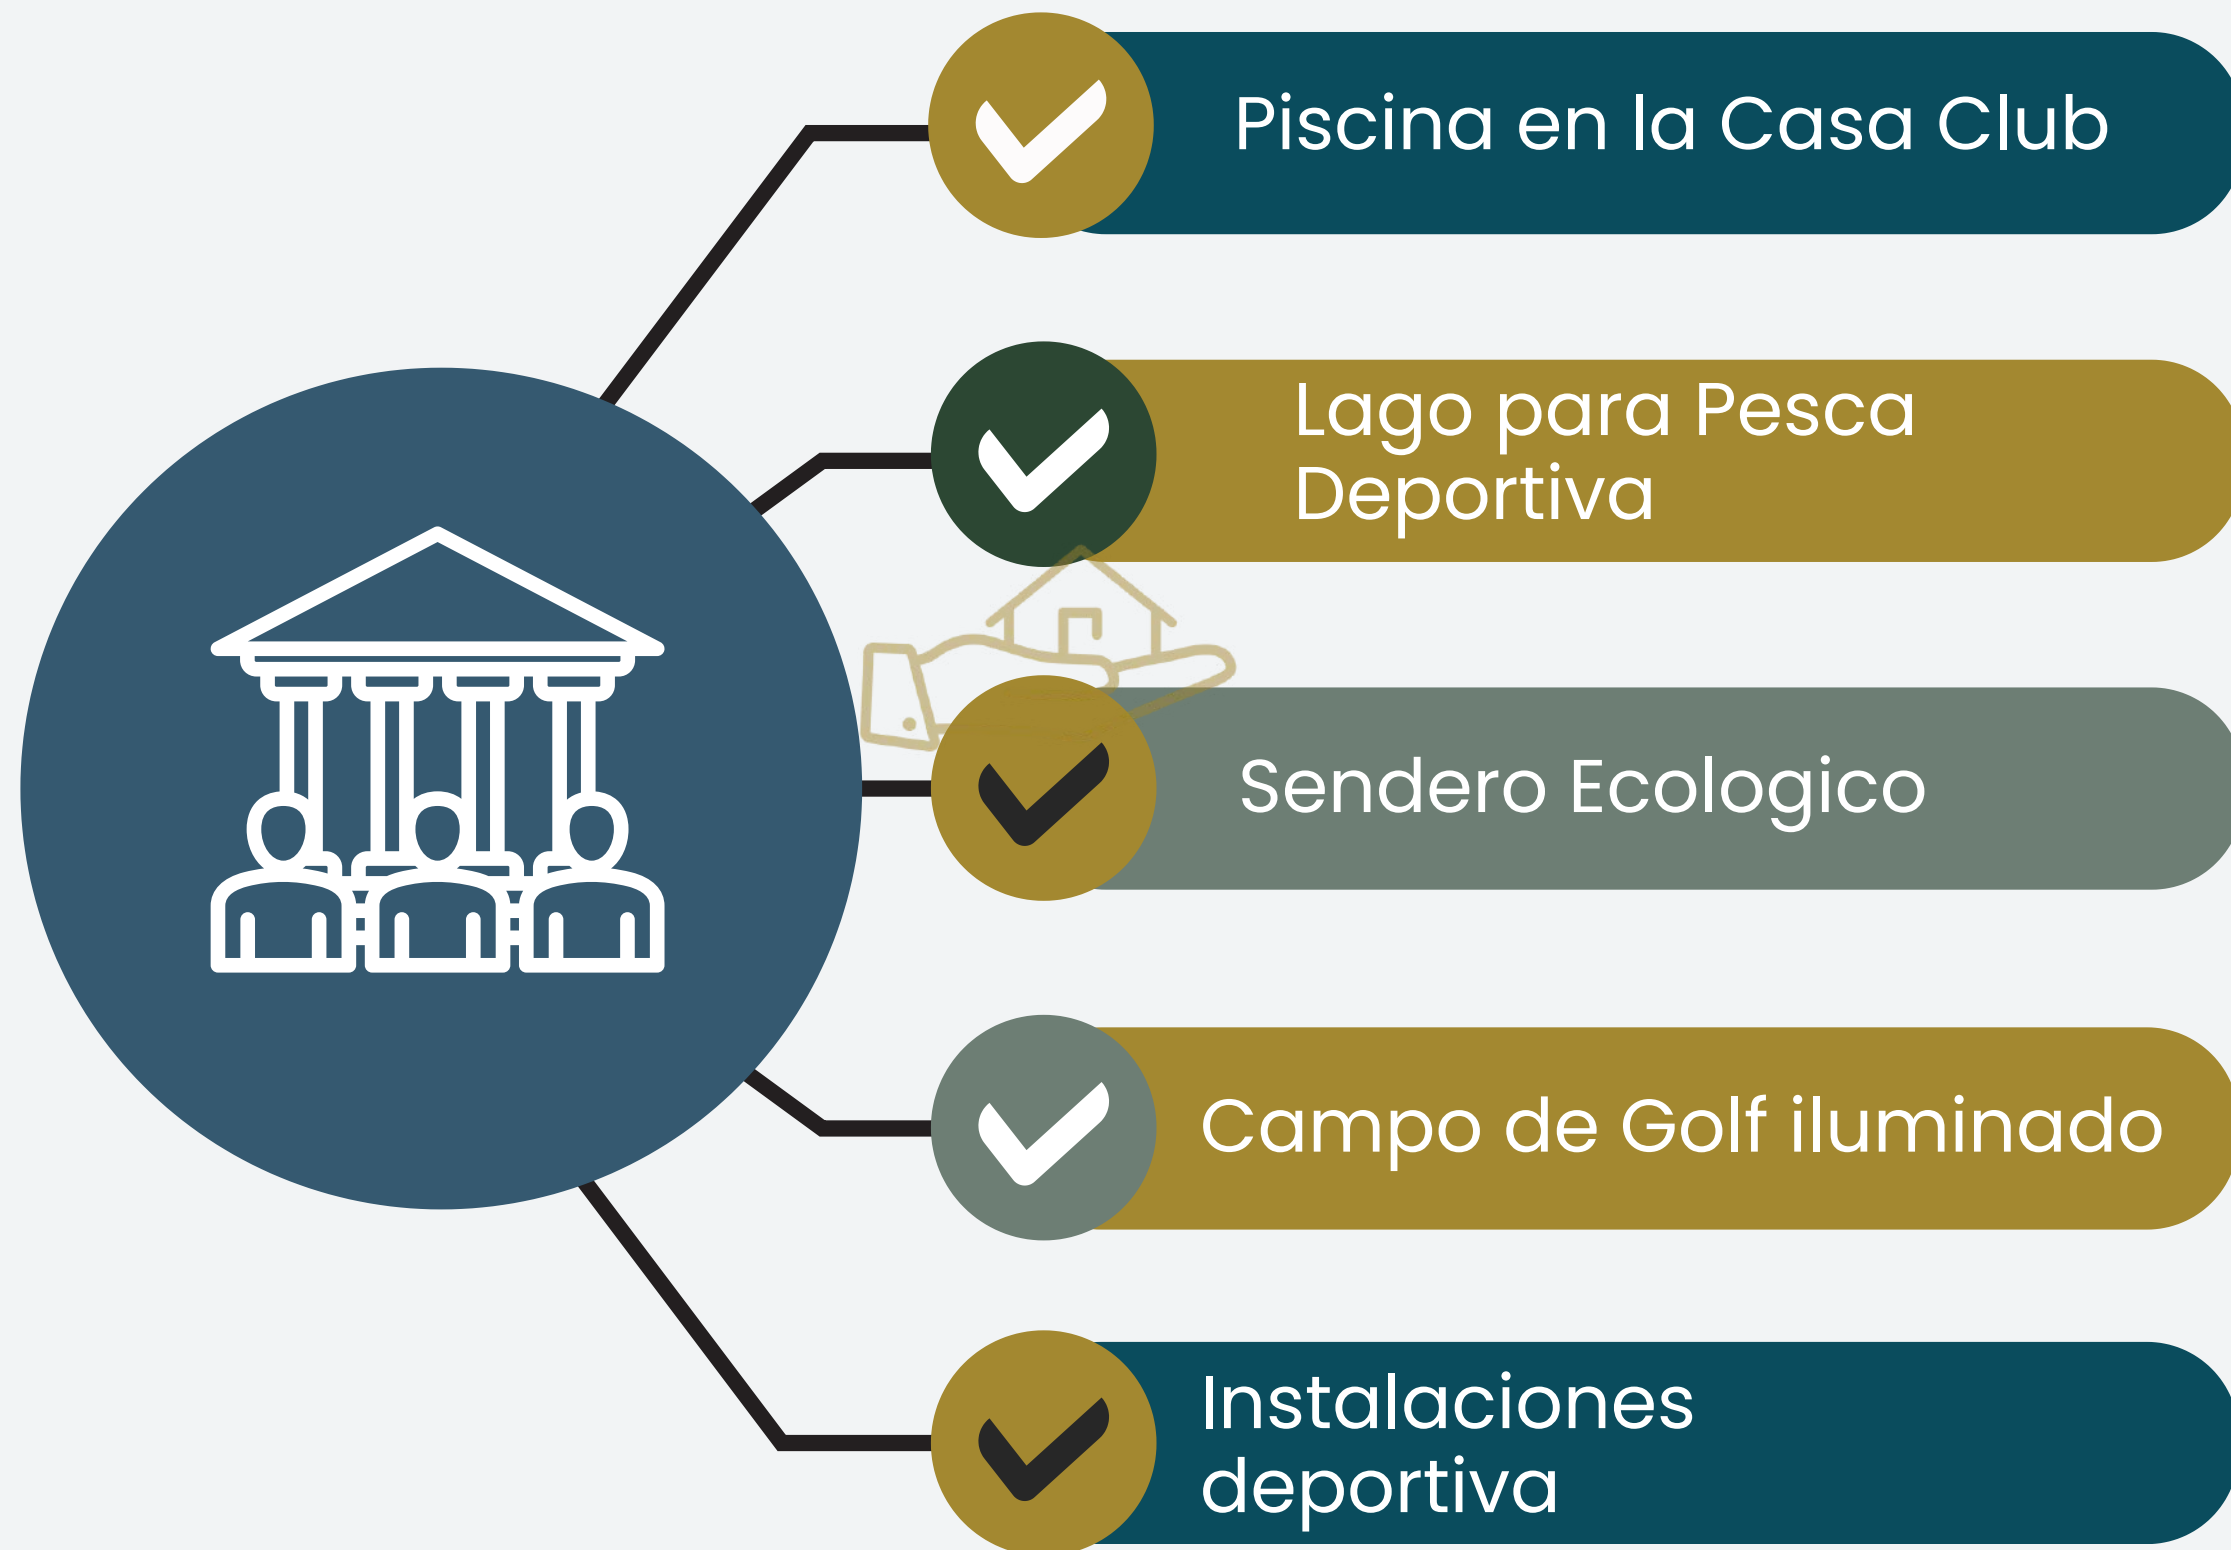 Piscina en la Casa Club
Lago para Pesca
Deportiva
Sendero Ecologico
Campo de Golf iluminado
Instalaciones
deportiva